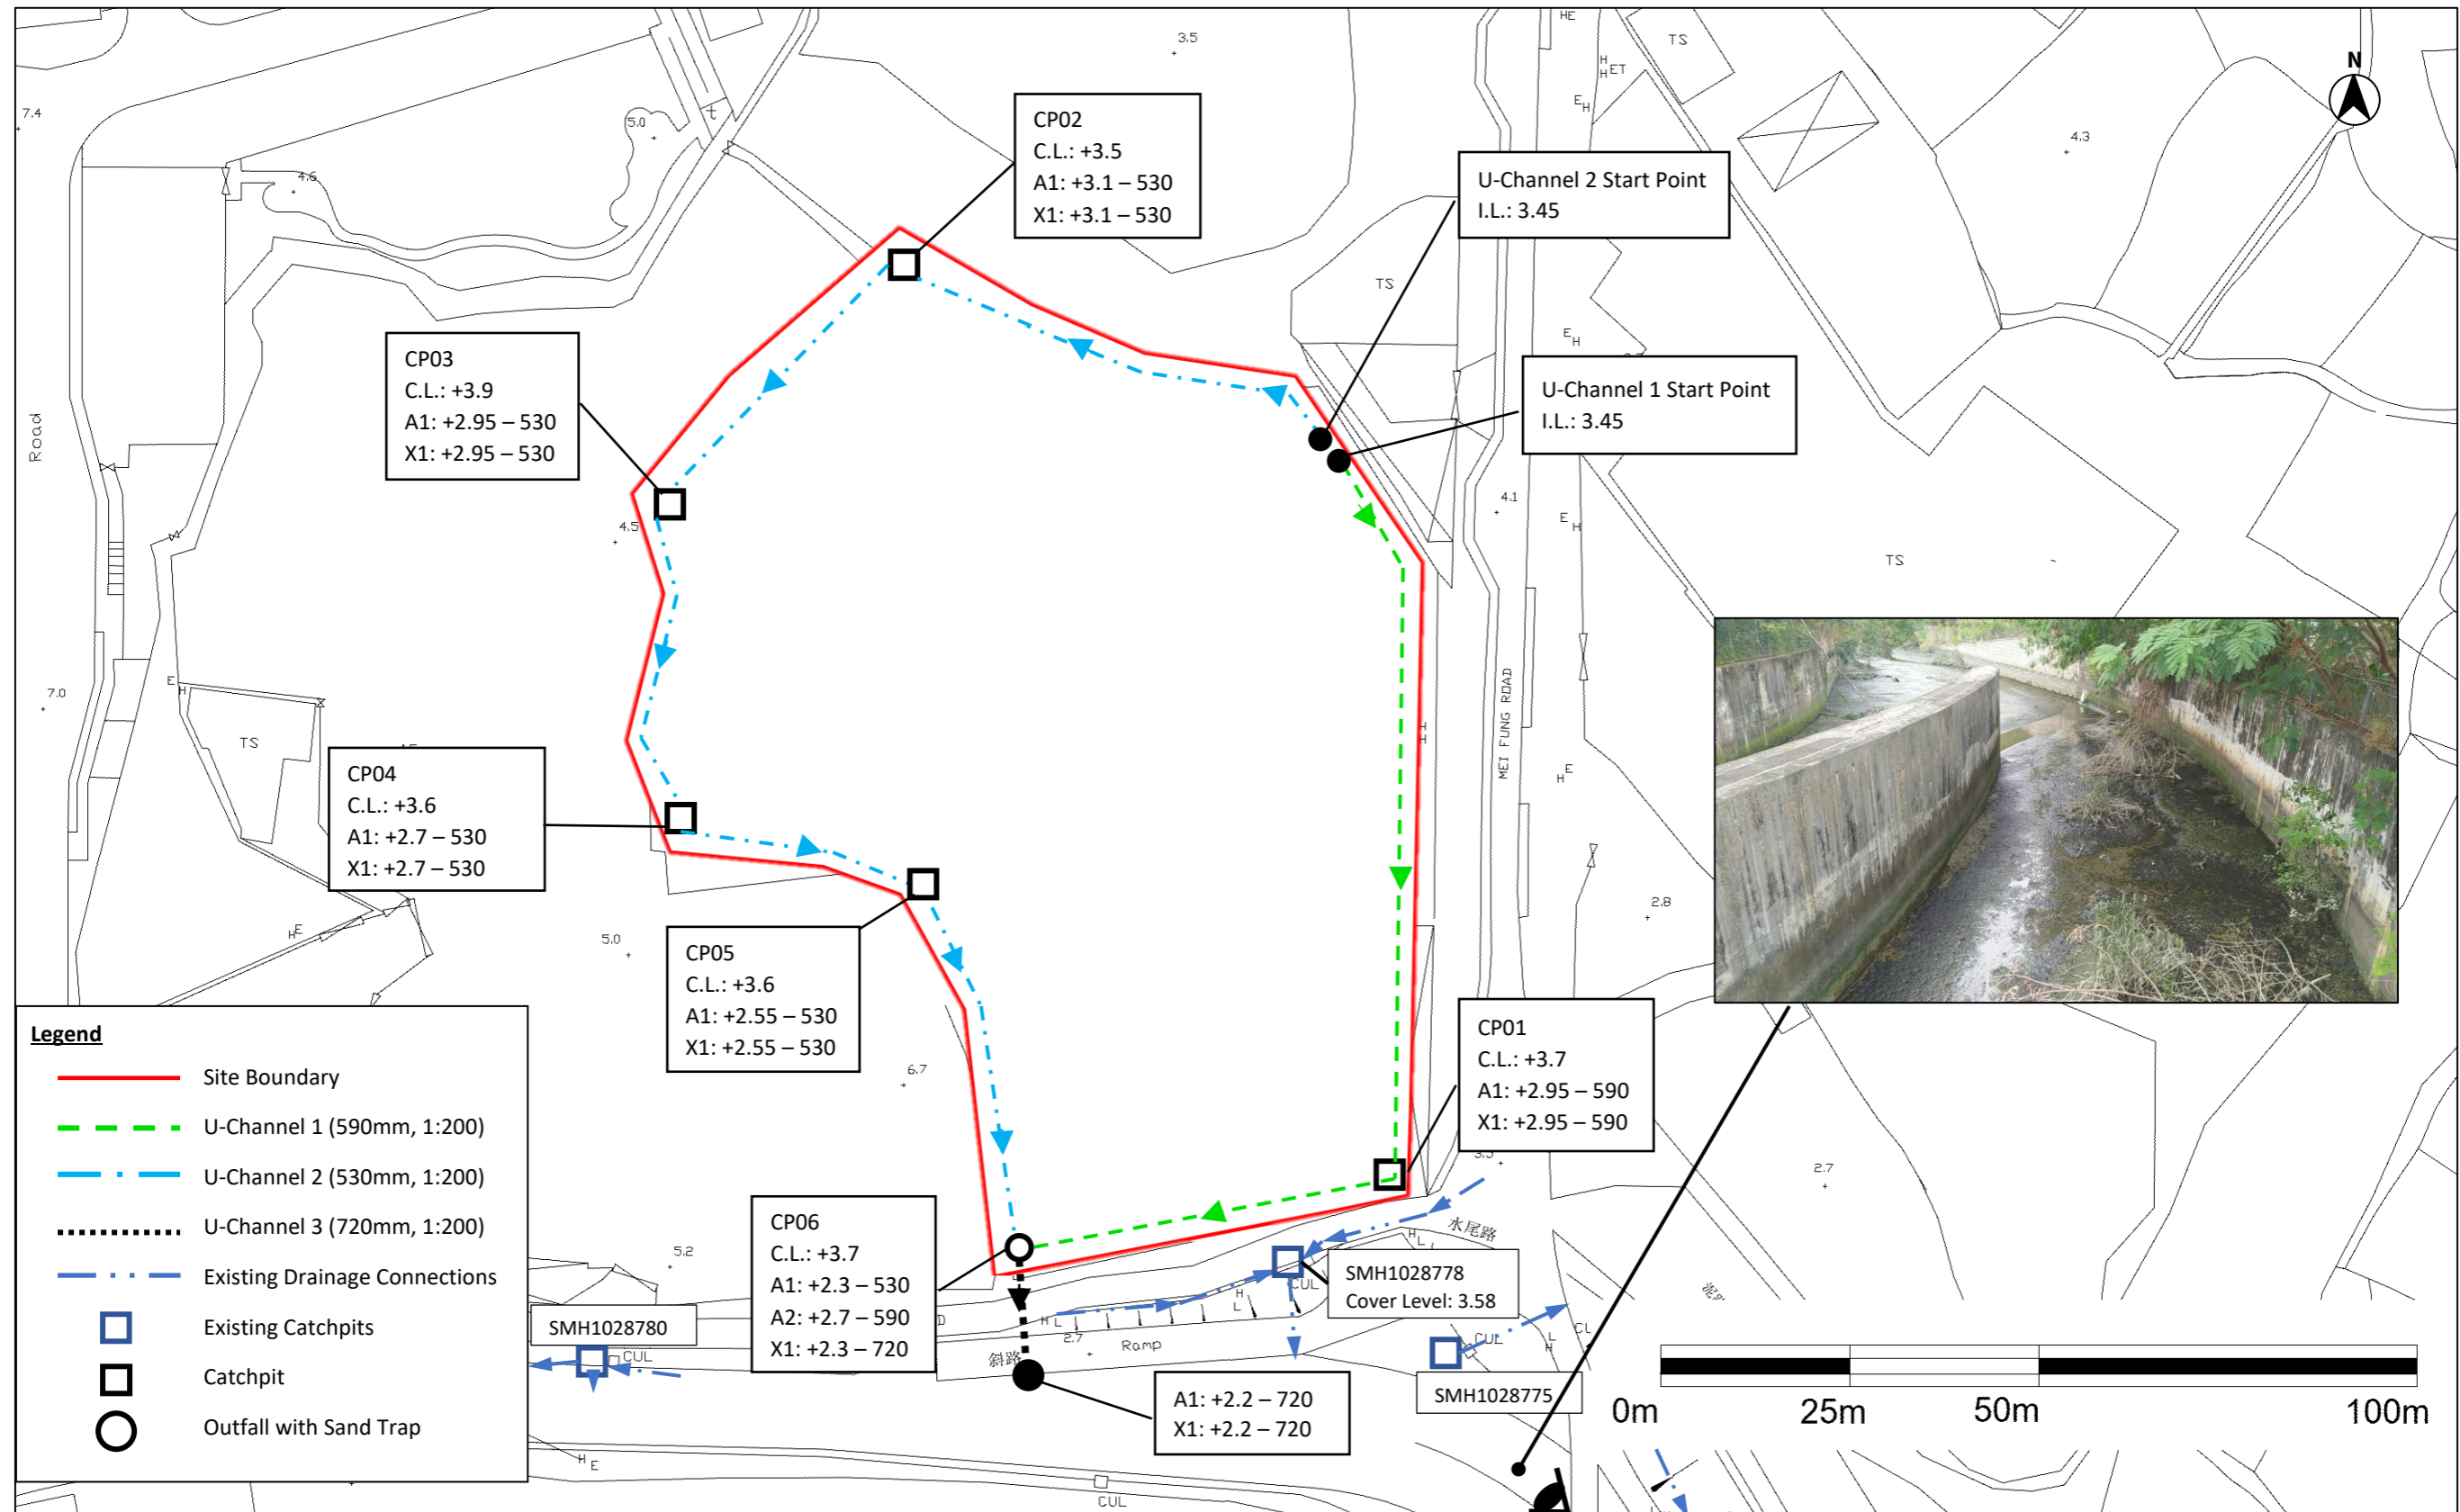 HE
TS
3.5
N
7.4
t
5.0
H
H ET
E H
4.3
4.6
CP02
C.L.: +3.5
A1: +3.1 – 530
X1: +3.1 – 530
U-Channel 2 Start Point
I.L.: 3.45
TS
E H
CP03
C.L.: +3.9
A1: +2.95 – 530
X1: +2.95 – 530
U-Channel 1 Start Point
I.L.: 3.45
Road
4.5
4.1
E H
TS
7.0
E H
TS
H
H
MEI FUNG ROAD
H E
CP04
C.L.: +3.6
A1: +2.7 – 530
X1: +2.7 – 530
2.8
H E
5.0
CP05
C.L.: +3.6
A1: +2.55 – 530
X1: +2.55 – 530
6.7
CP01
C.L.: +3.7
A1: +2.95 – 590
X1: +2.95 – 590
2.7
Legend
Site Boundary
U-Channel 1 (590mm, 1:200)
U-Channel 2 (530mm, 1:200)
U-Channel 3 (720mm, 1:200)
Existing Drainage Connections
Existing Catchpits
Catchpit
Outfall with Sand Trap
CP06
C.L.: +3.7
A1: +2.3 – 530
A2: +2.7 – 590
X1: +2.3 – 720
5.2
水尾路
H L
SMH1028778
Cover Level: 3.58
CUL
SMH1028780
CUL
D
H L
H
L
2.7
Ramp
斜路
CUL
L
H
SMH1028775
A1: +2.2 – 720
X1: +2.2 – 720
0m
25m
50m
100m
H E
CUL